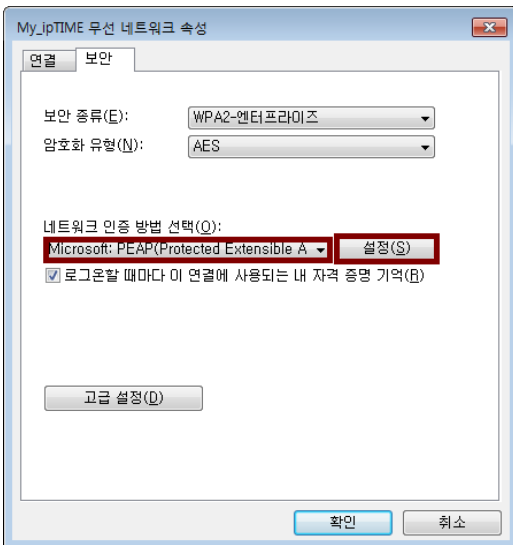 My_ipTIME 무선 네트워크 속성
연결 보안
보안 종류(E): WPA2-엔터프라이즈
암호화 유형(N): AES
네트워크 인증 방법 선택(O):
Microsoft: PEAP(Protected Extensible A 설정(S)
로그온할 때마다 이 연결에 사용되는 내 자격 증명 기억(R)
고급 설정(D)
확인 취소